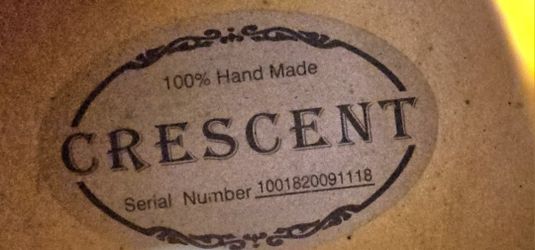 100% Hand Made
CRESCENT
Serial Number 1001820091118